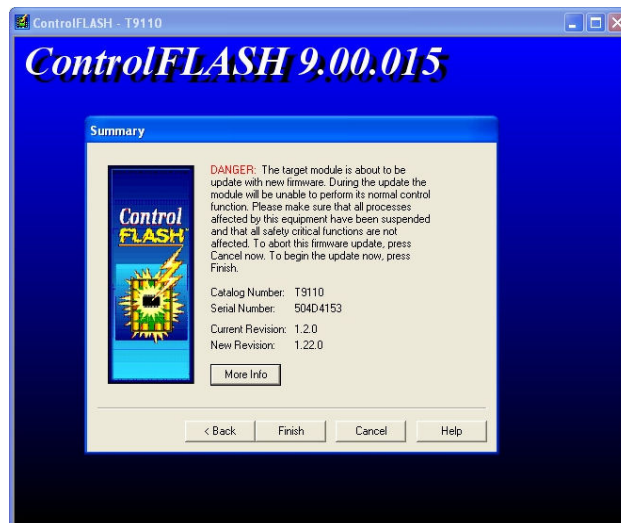 ControlFLASH - T9110
ControlFLASH 9.00.015
Summary
Control
FLASH
DANGER: The target module is about to be
update with new firmware. During the update the
module will be unable to perform its normal control
function. Please make sure that all processes
affected by this equipment have been suspended
and that all safety critical functions are not
affected. To abort this firmware update, press
Cancel now. To begin the update now, press
Finish.
Catalog Number: T9110
Serial Number: 504D4153
Current Revision: 1.2.0
New Revision: 1.22.0
More Info
< Back Finish Cancel Help